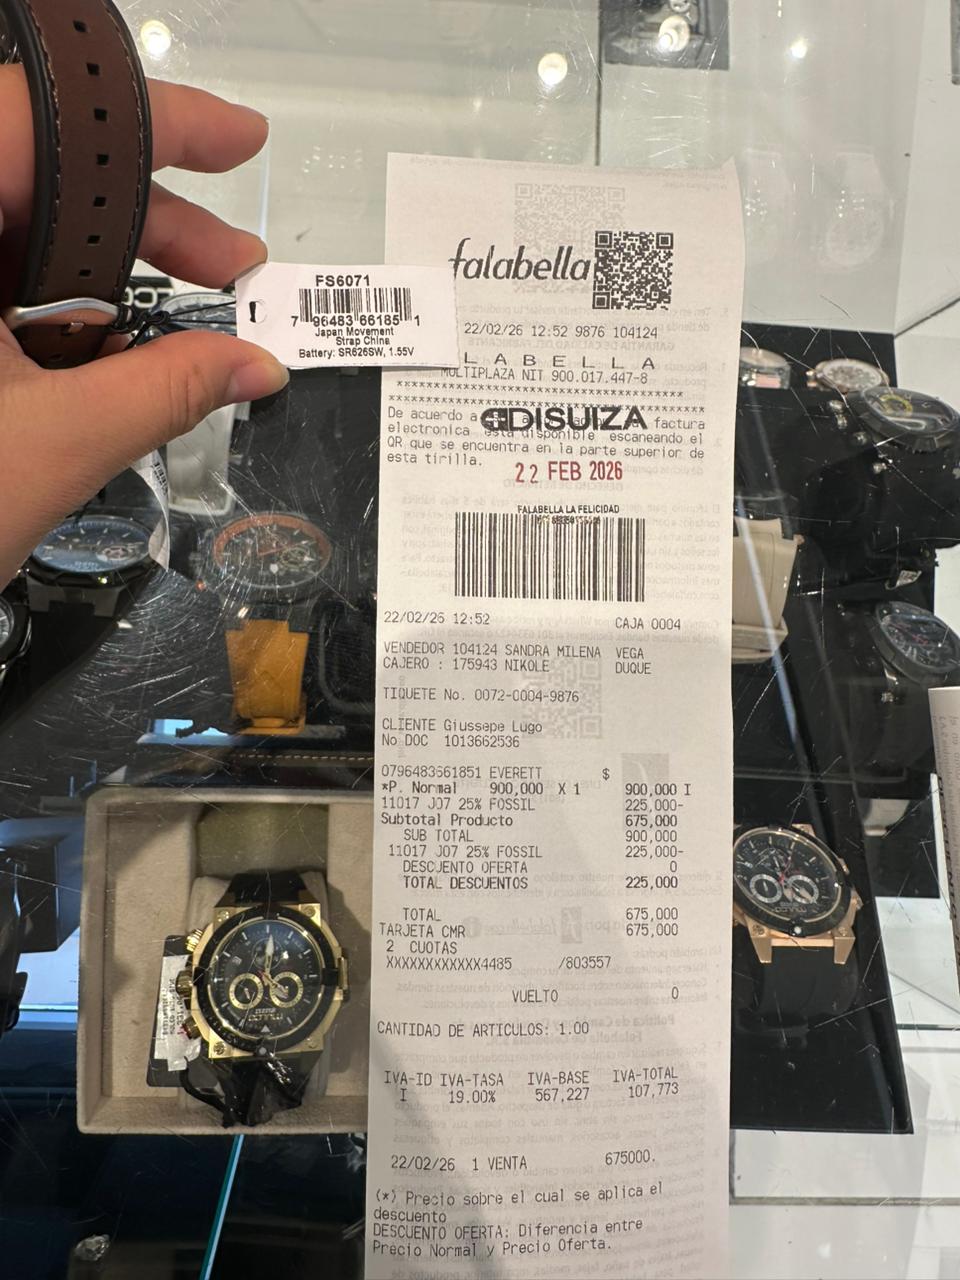 FS6071
7 96483 66185 1
Japan Movement
Strap China
Battery: SR626SW, 1.55V
falabella
22/02/26 12:52 9876 104124
LABELLA
MULTIPLAZA NIT 900.017.447-8
De acuerdo a factura
electronica esta disponible escaneando el
QR que se encuentra en la parte superior de
esta tirilla.
DISUIZA
22 FEB 2026
FALABELLA LA FELICIDAD
22/02/26 12:52 CAJA 0004
VENDEDOR 104124 SANDRA MILENA VEGA
CAJERO : 175943 NIKOLE DUQUE
TIQUETE No. 0072-0004-9876
CLIENTE Giussepe Lugo
No DOC 1013662536
0796483661851 EVERETT $
*P. Normal 900,000 X 1 900,000 I
11017 J07 25% FOSSIL 225,000-
Subtotal Producto 675,000
SUB TOTAL 900,000
11017 J07 25% FOSSIL 225,000-
DESCUENTO OFERTA 0
TOTAL DESCUENTOS 225,000
TOTAL 675,000
TARJETA CMR 675,000
2 CUOTAS
XXXXXXXXXXXX4485 /803557
VUELTO 0
CANTIDAD DE ARTICULOS: 1.00
IVA-ID IVA-TASA IVA-BASE IVA-TOTAL
I 19.00% 567,227 107,773
22/02/26 1 VENTA 675000.
(*) Precio sobre el cual se aplica el
descuento
DESCUENTO OFERTA: Diferencia entre
Precio Normal y Precio Oferta.